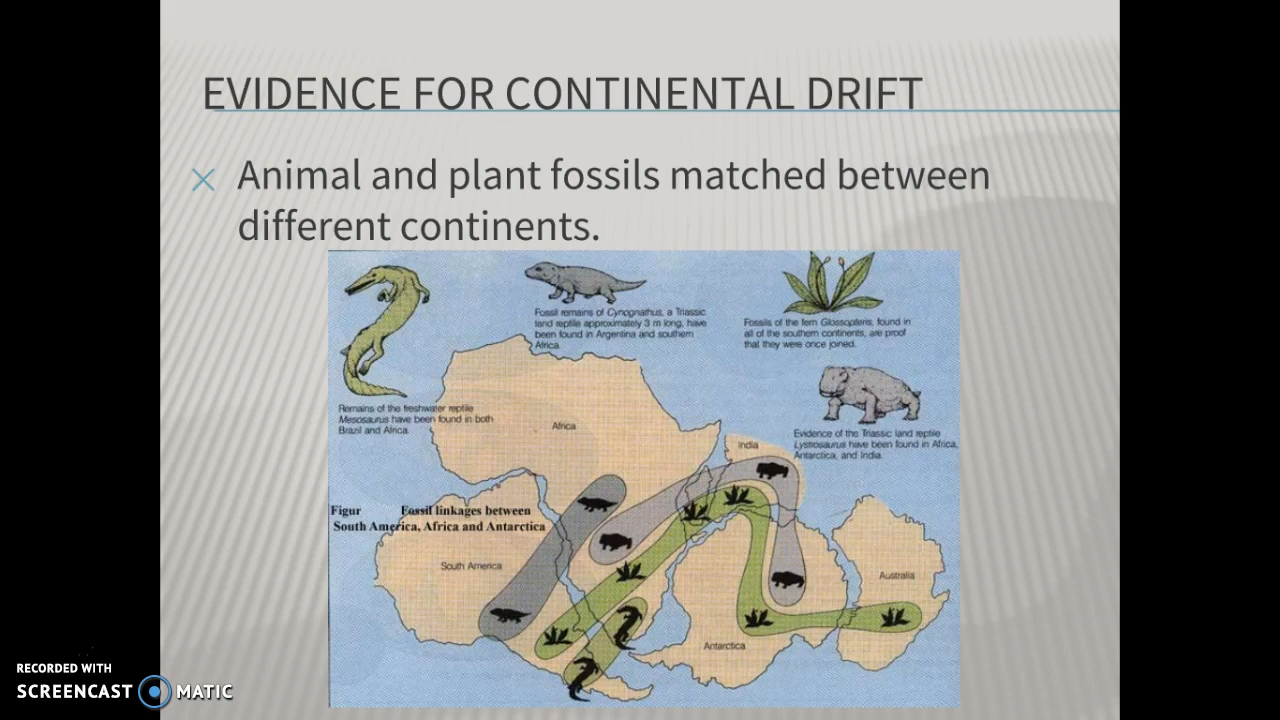 EVIDENCE FOR CONTINENTAL DRIFT
Animal and plant fossils matched between
different continents.
Fossil remains of Cynognathus, a Triassic
land reptile approximately 3 m long, have
been found in Argentina and southern
Africa.
Fossils of the fern Glossopteris, found in
all of the southern continents, are proof
that they were once joined.
Remains of the freshwater reptile
Mesosaurus have been found in both
Brazil and Africa.
Evidence of the Triassic land reptile
Lystrosaurus have been found in Africa,
Antarctica, and India.
Africa
India
Figur Fossil linkages between
South America, Africa and Antarctica
South America
Australia
Antarctica
RECORDED WITH
SCREENCAST MATIC